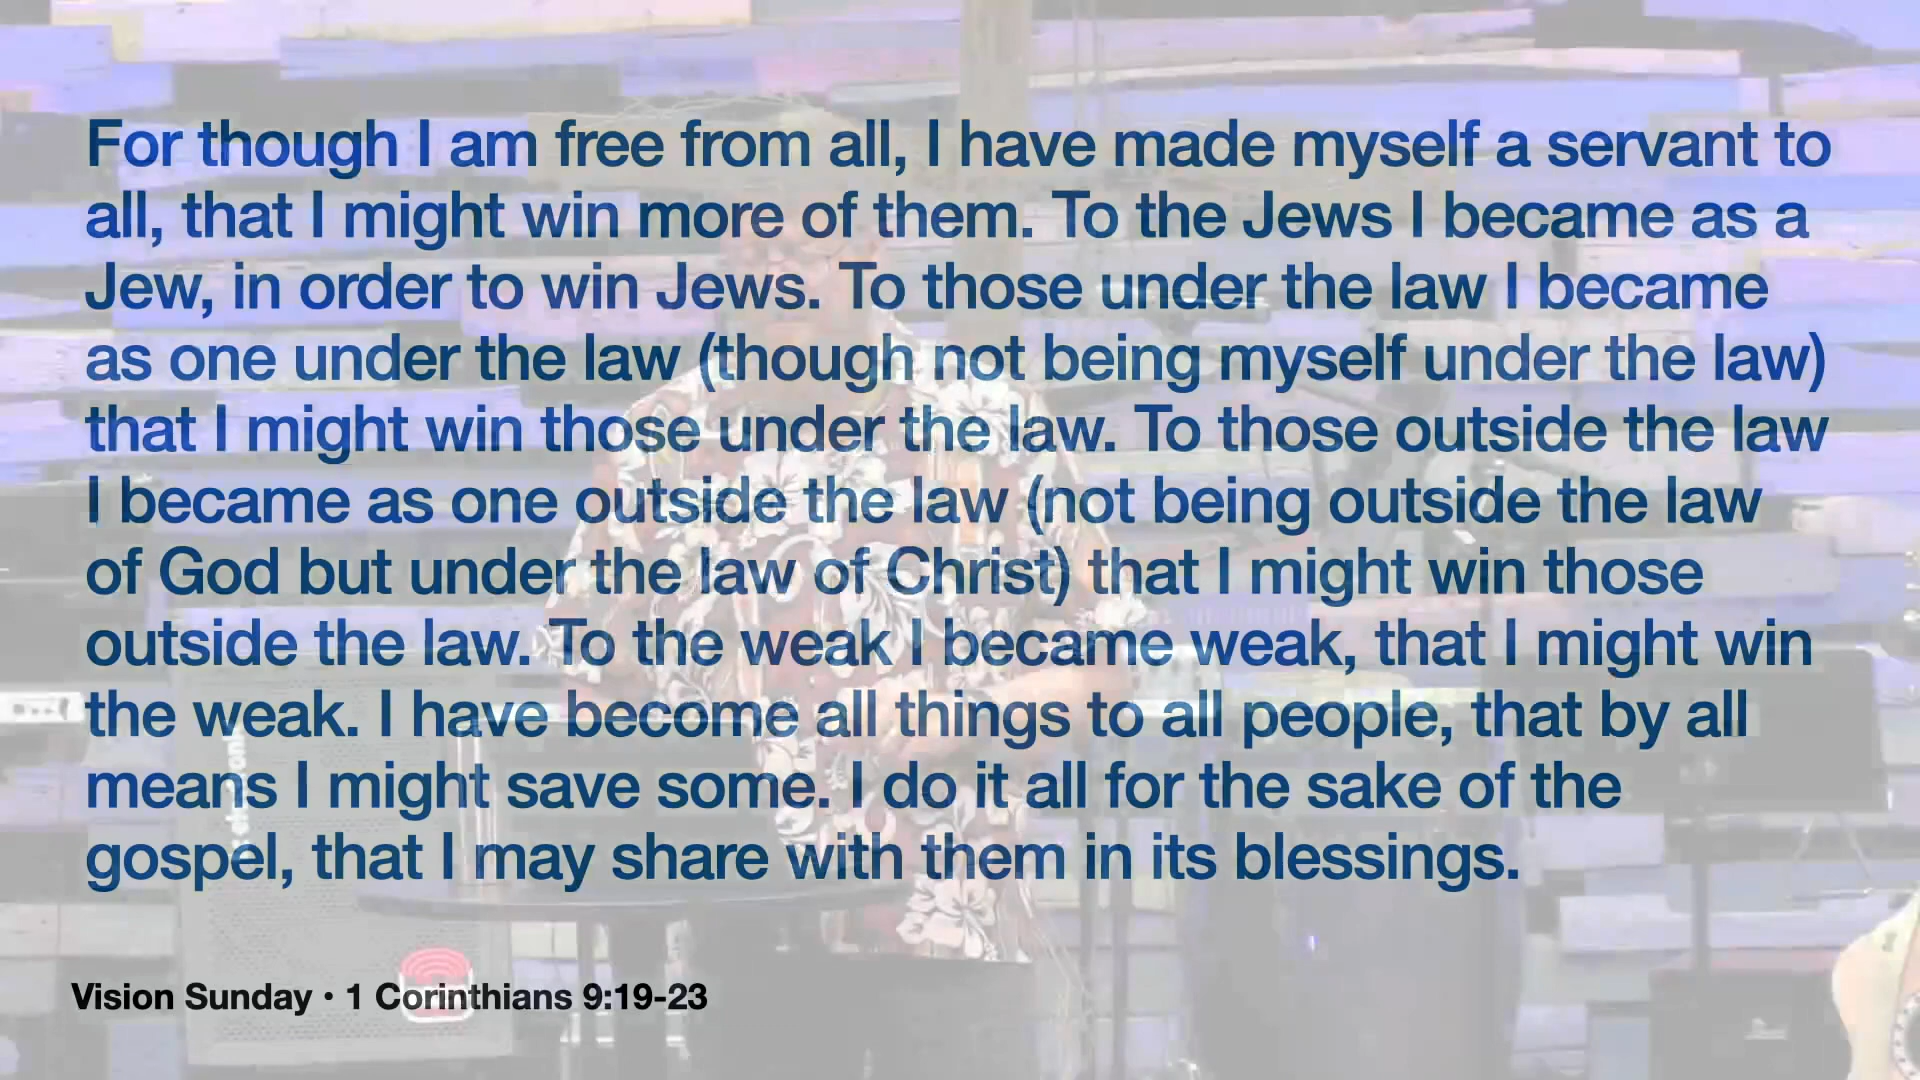 For though I am free from all, I have made myself a servant to
all, that I might win more of them. To the Jews I became as a
Jew, in order to win Jews. To those under the law I became
as one under the law (though not being myself under the law)
that I might win those under the law. To those outside the law
I became as one outside the law (not being outside the law
of God but under the law of Christ) that I might win those
outside the law. To the weak I became weak, that I might win
the weak. I have become all things to all people, that by all
means I might save some. I do it all for the sake of the
gospel, that I may share with them in its blessings.
Vision Sunday • 1 Corinthians 9:19-23